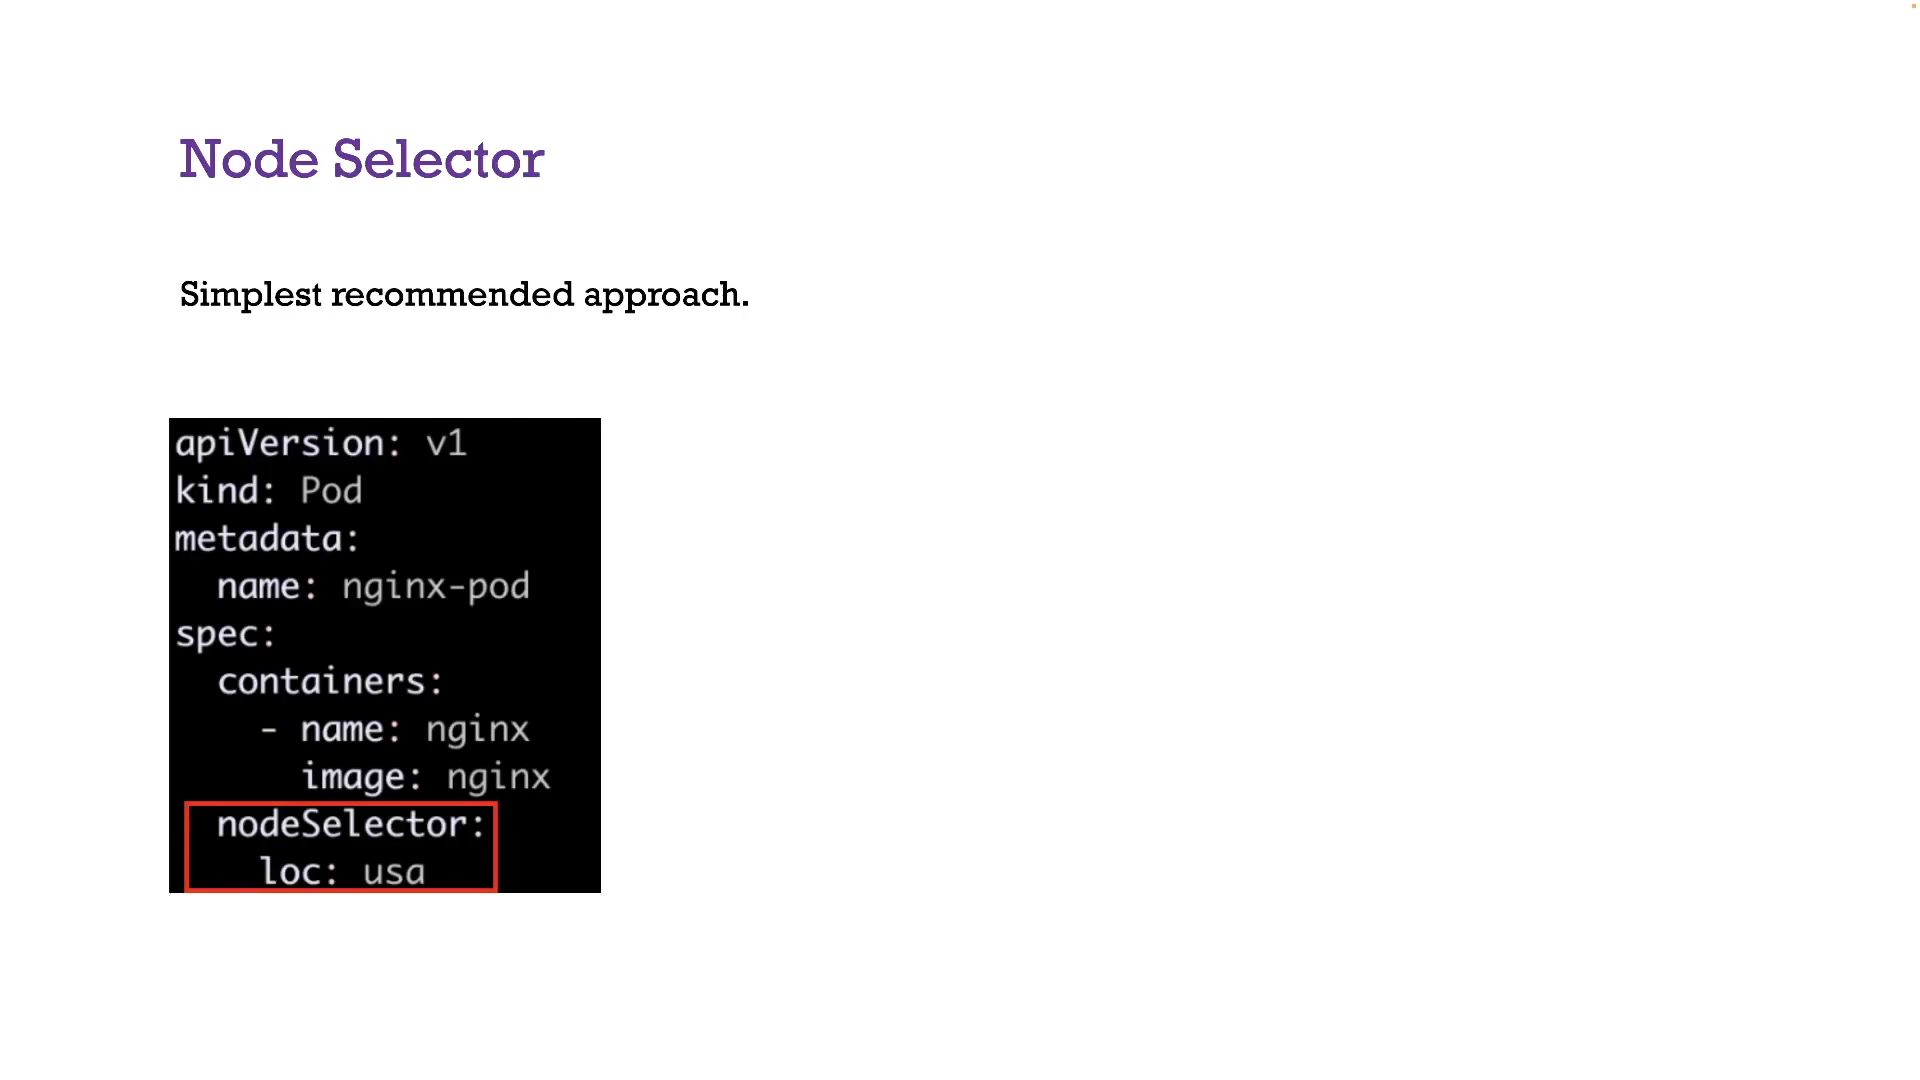 Node Selector
Simplest recommended approach.
apiVersion: v1
kind: Pod
metadata:
  name: nginx-pod
spec:
  containers:
    - name: nginx
      image: nginx
  nodeSelector:
    loc: usa